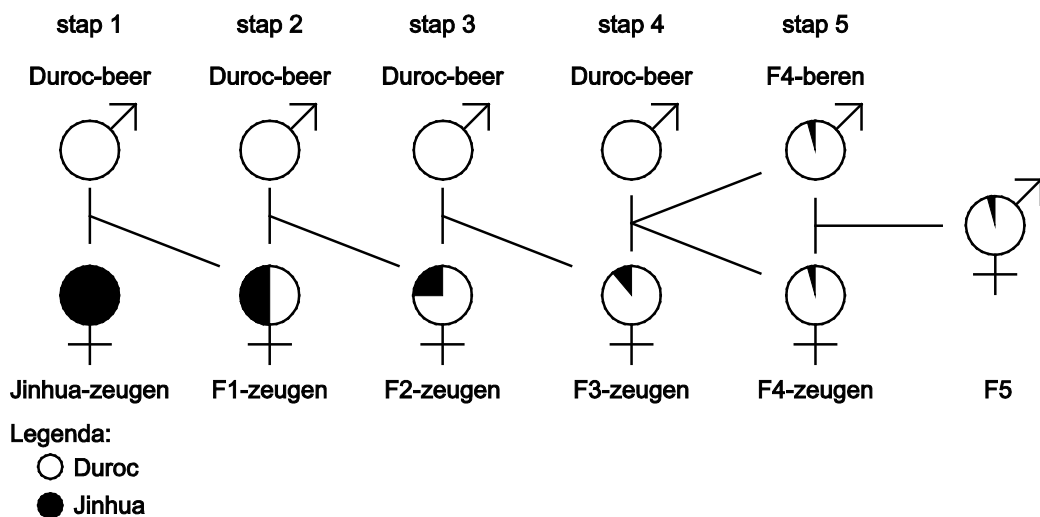 stap 1 stap 2 stap 3 stap 4 stap 5
Duroc-beer Duroc-beer Duroc-beer Duroc-beer F4-beren
Jinhua-zeugen F1-zeugen F2-zeugen F3-zeugen F4-zeugen F5
Legenda:
Duroc
Jinhua